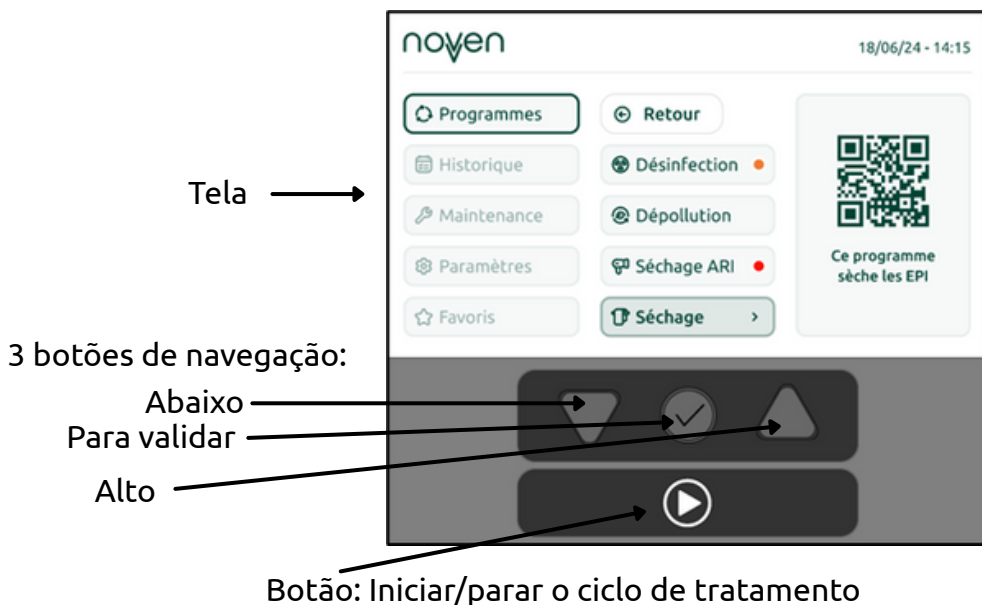 noven
18/06/24 - 14:15
Programmes
Retour
Historique
Désinfection
Maintenance
Dépollution
Paramètres
Séchage ARI
Favoris
Séchage
Ce programme
sèche les EPI
Tela
3 botões de navegação:
Abaixo
Para validar
Alto
Botão: Iniciar/parar o ciclo de tratamento